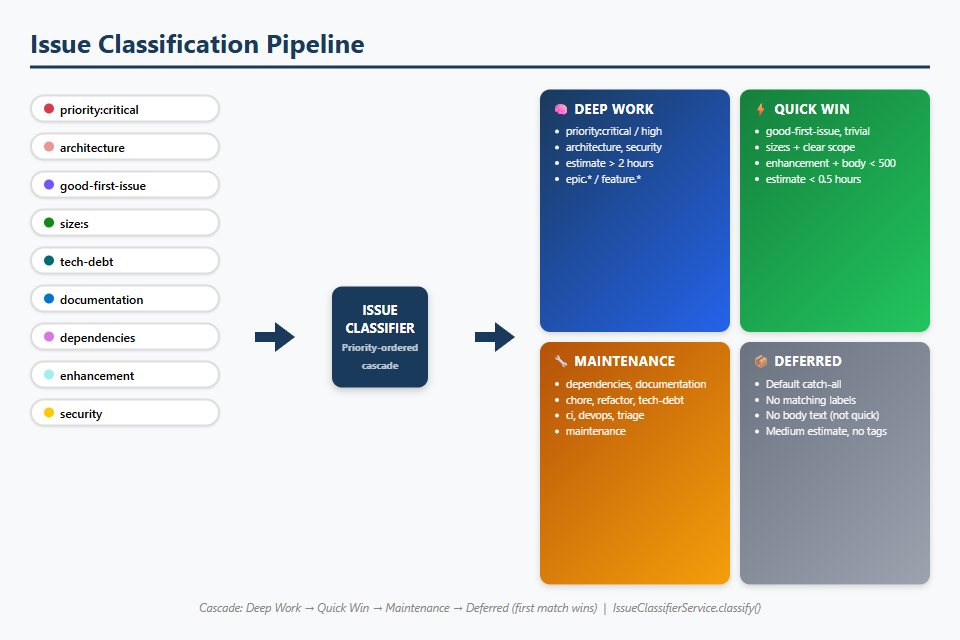 Issue Classification Pipeline
priority:critical
architecture
good-first-issue
size:s
tech-debt
documentation
dependencies
enhancement
security
ISSUE
CLASSIFIER
Priority-ordered
cascade
DEEP WORK
• priority:critical / high
• architecture, security
• estimate > 2 hours
• epic.* / feature.*
QUICK WIN
• good-first-issue, trivial
• size:s + clear scope
• enhancement + body < 500
• estimate < 0.5 hours
MAINTENANCE
• dependencies, documentation
• chore, refactor, tech-debt
• ci, devops, triage
• maintenance
DEFERRED
• Default catch-all
• No matching labels
• No body text (not quick)
• Medium estimate, no tags
Cascade: Deep Work → Quick Win → Maintenance → Deferred (first match wins) | IssueClassifierService.classify()